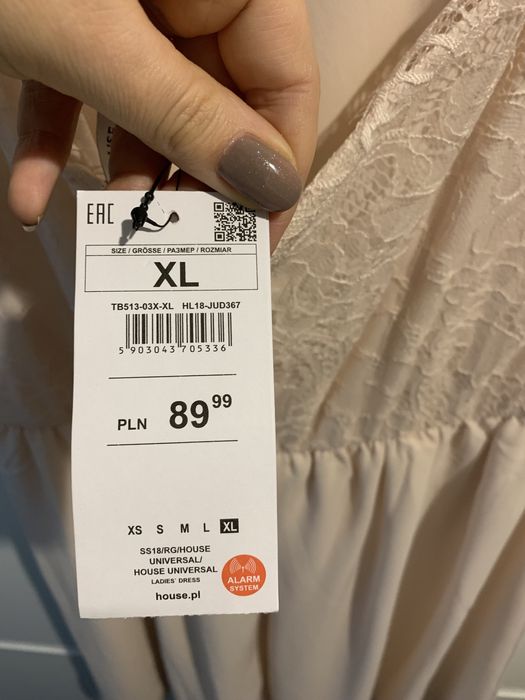 EAC
SIZE / GRÖSSE / РАЗМЕР / ROZMIAR
XL
TB513-03X-XL HL18-JUD367
5 903043 705336
PLN 89 99
XS S M L XL
SS18/RG/HOUSE
UNIVERSAL/
HOUSE UNIVERSAL
LADIES` DRESS
house.pl
ALARM
SYSTEM